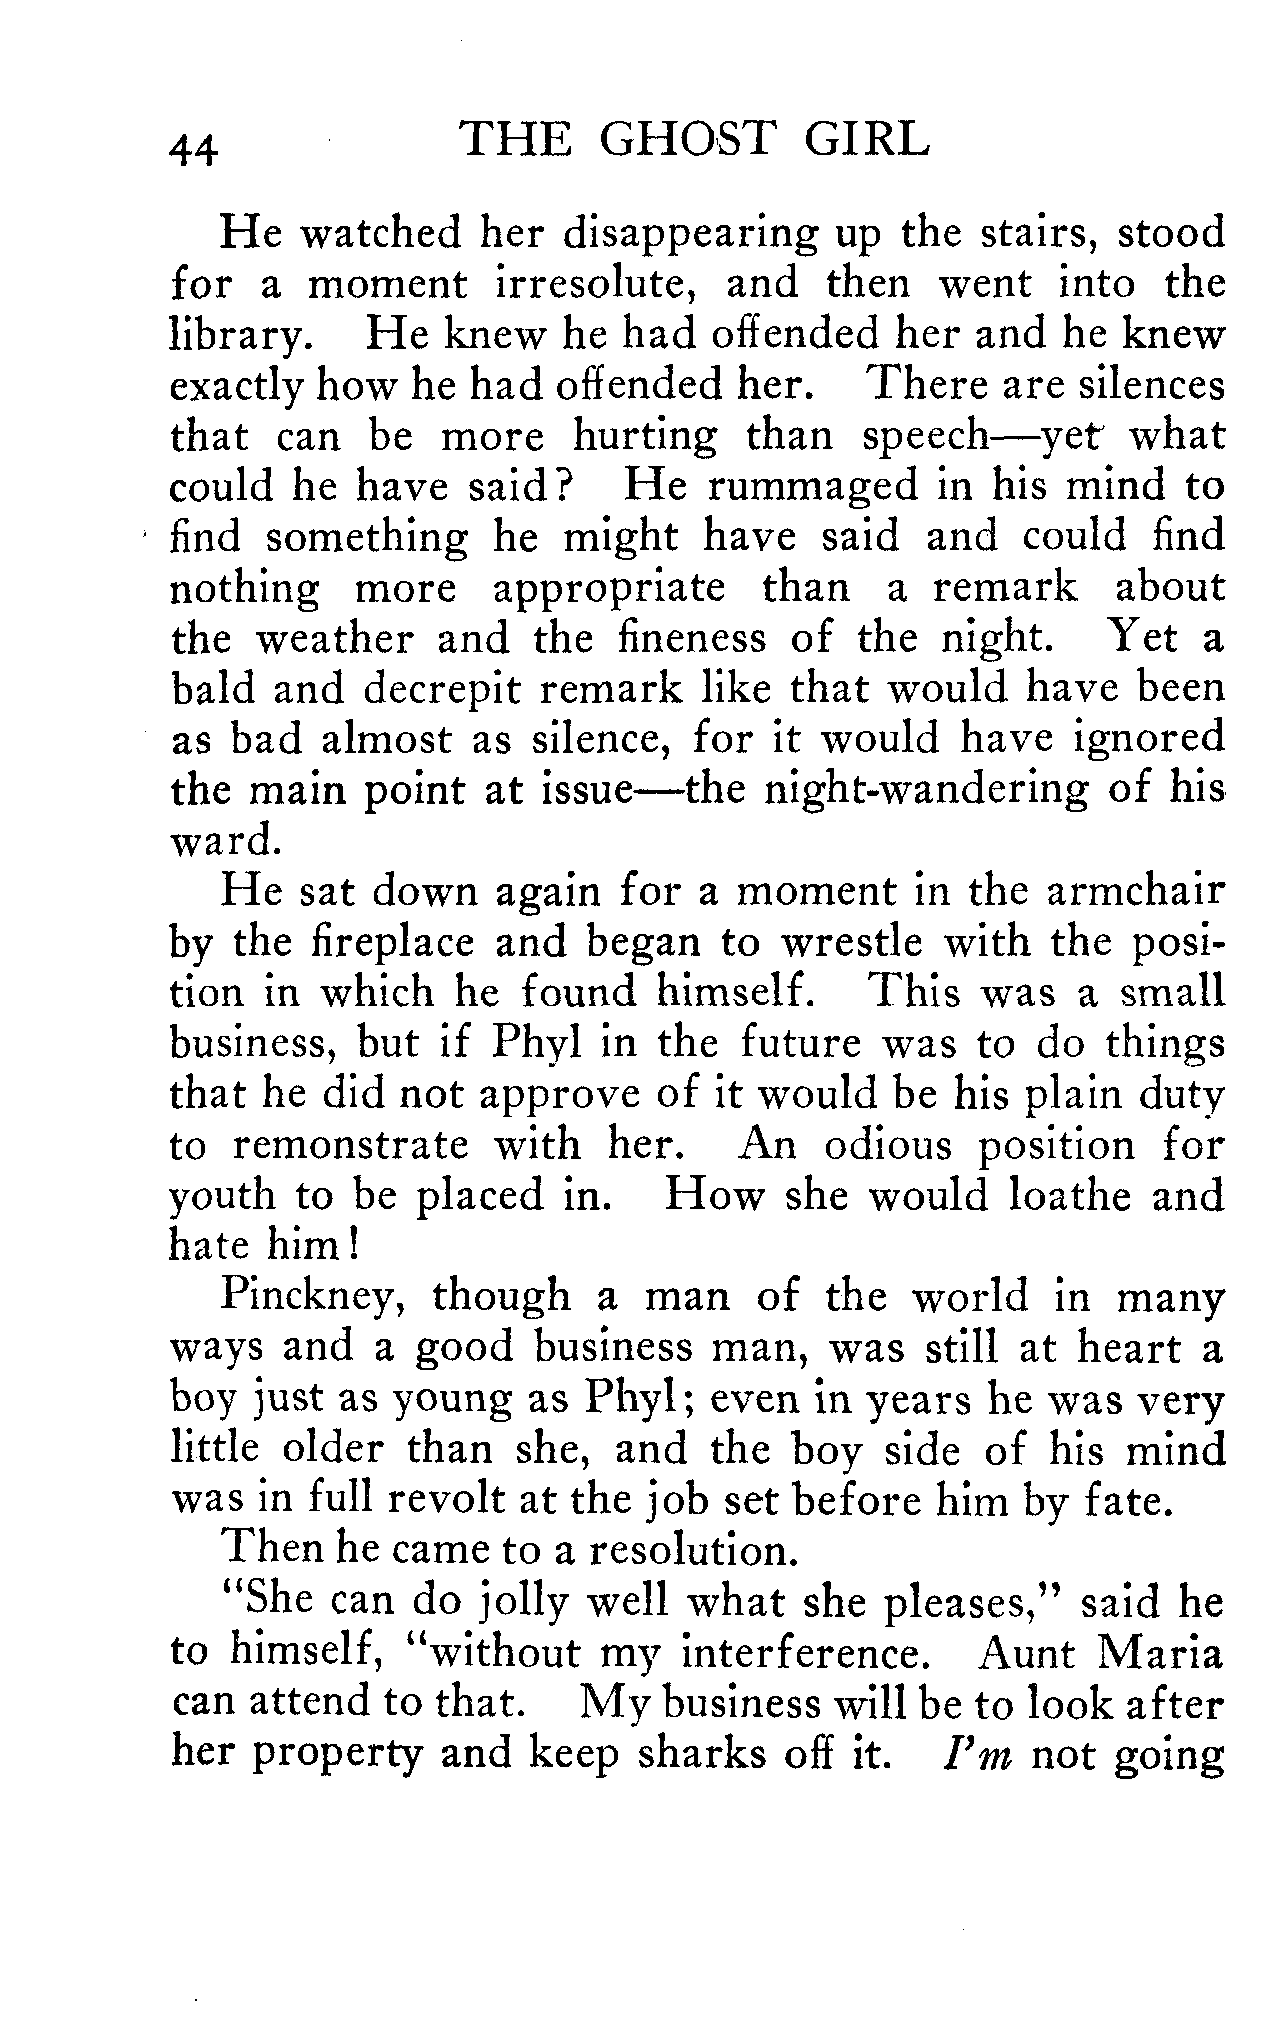 44 THE GHOST GIRL
He watched her disappearing up the stairs, stood
for a moment irresolute, and then went into the
library. He knew he had offended her and he knew
exactly how he had offended her. There are silences
that can be more hurting than speech—yet what
could he have said? He rummaged in his mind to
find something he might have said and could find
nothing more appropriate than a remark about
the weather and the fineness of the night. Yet a
bald and decrepit remark like that would have been
as bad almost as silence, for it would have ignored
the main point at issue—the night-wandering of his
ward.
He sat down again for a moment in the armchair
by the fireplace and began to wrestle with the posi-
tion in which he found himself. This was a small
business, but if Phyl in the future was to do things
that he did not approve of it would be his plain duty
to remonstrate with her. An odious position for
youth to be placed in. How she would loathe and
hate him!
Pinckney, though a man of the world in many
ways and a good business man, was still at heart a
boy just as young as Phyl; even in years he was very
little older than she, and the boy side of his mind
was in full revolt at the job set before him by fate.
Then he came to a resolution.
"She can do jolly well what she pleases," said he
to himself, "without my interference. Aunt Maria
can attend to that. My business will be to look after
her property and keep sharks off it. I'm not going